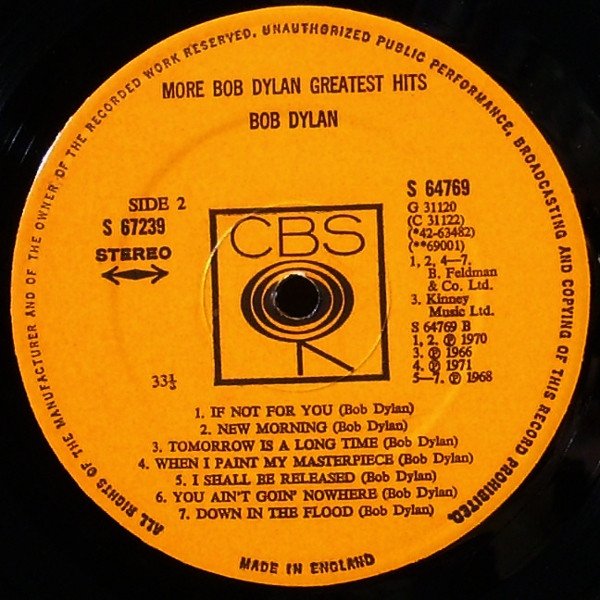 ALL RIGHTS OF THE MANUFACTURER AND OF THE OWNER OF THE RECORDED WORK RESERVED. UNAUTHORIZED PUBLIC PERFORMANCE, BROADCASTING AND COPYING OF THIS RECORD PROHIBITED.
MORE BOB DYLAN GREATEST HITS
BOB DYLAN
SIDE 2
S 67239
STEREO
33⅓
CBS
S 64769
G 31120
(C 31122)
(*42-63482)
(**69001)
1, 2, 4—7.
B. Feldman
& Co. Ltd.
3. Kinney
Music Ltd.
S 64769 B
1, 2. ℗ 1970
3. ℗ 1966
4. ℗ 1971
5—7. ℗ 1968
1. IF NOT FOR YOU (Bob Dylan)
2. NEW MORNING (Bob Dylan)
3. TOMORROW IS A LONG TIME (Bob Dylan)
4. WHEN I PAINT MY MASTERPIECE (Bob Dylan)
5. I SHALL BE RELEASED (Bob Dylan)
6. YOU AIN'T GOIN' NOWHERE (Bob Dylan)
7. DOWN IN THE FLOOD (Bob Dylan)
MADE IN ENGLAND